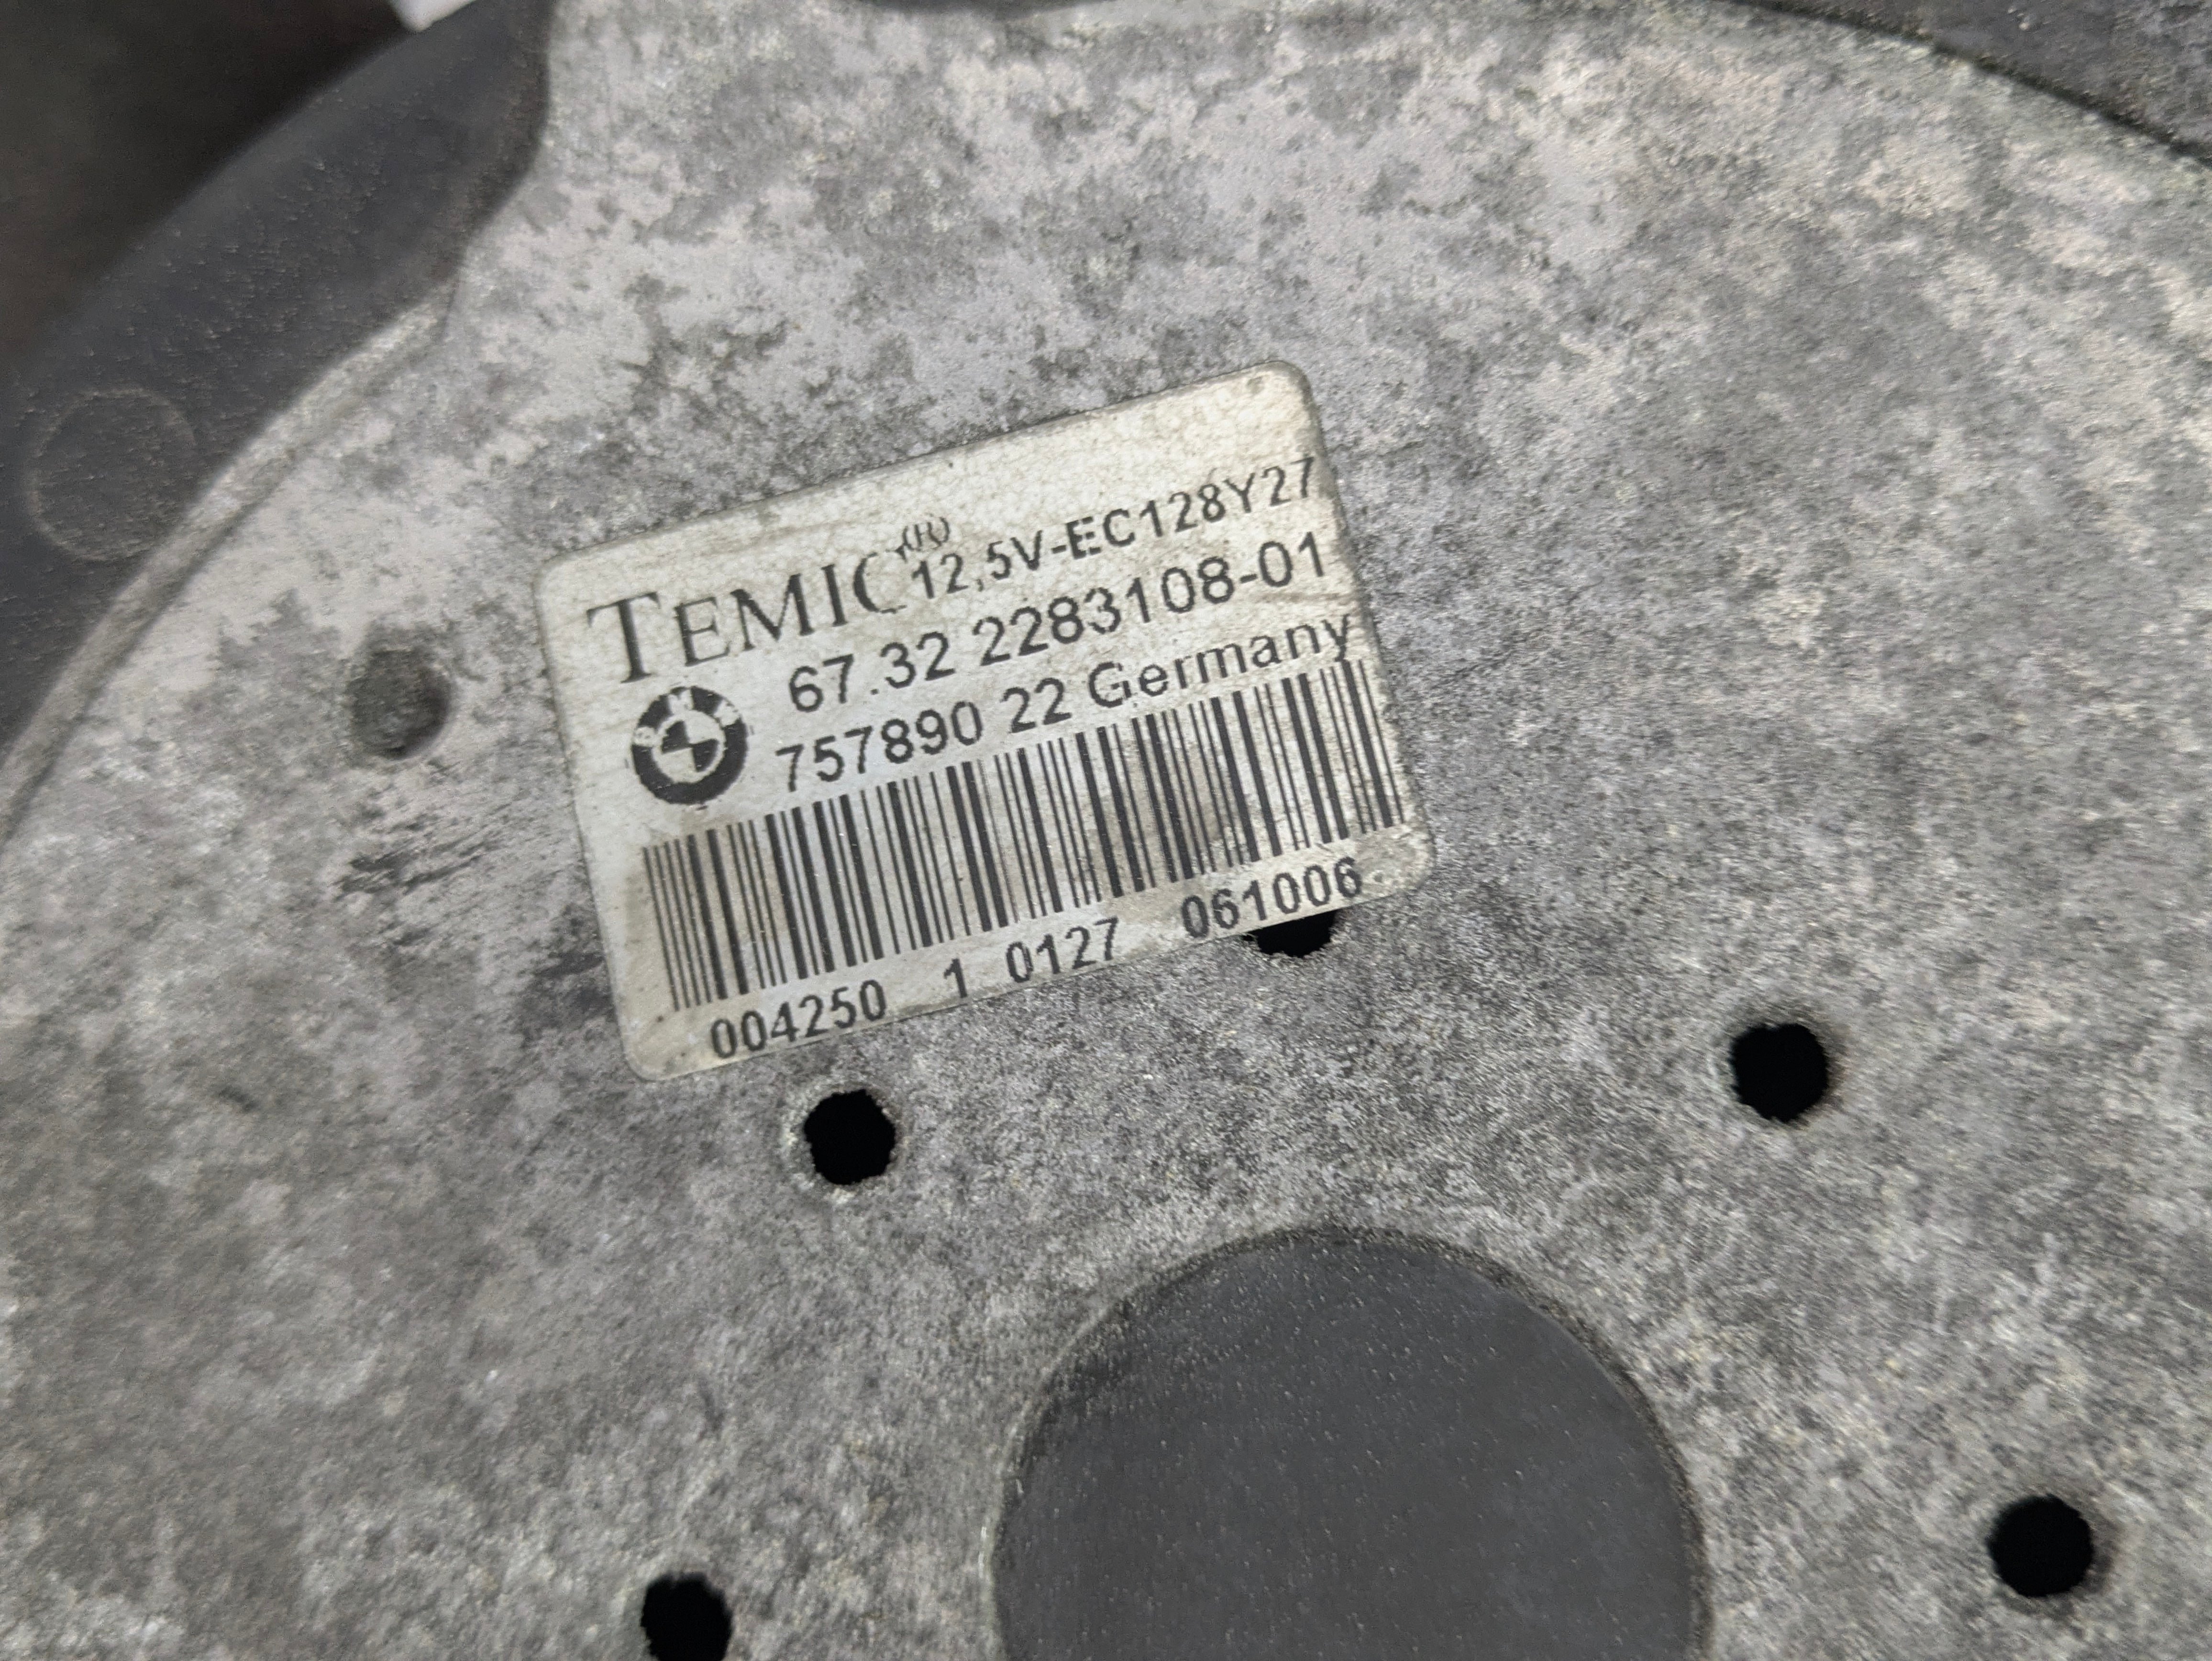 TEMIC(R) 12,5V-EC128Y27
67.32 2283108-01
757890 22 Germany
004250 1 0127 061006